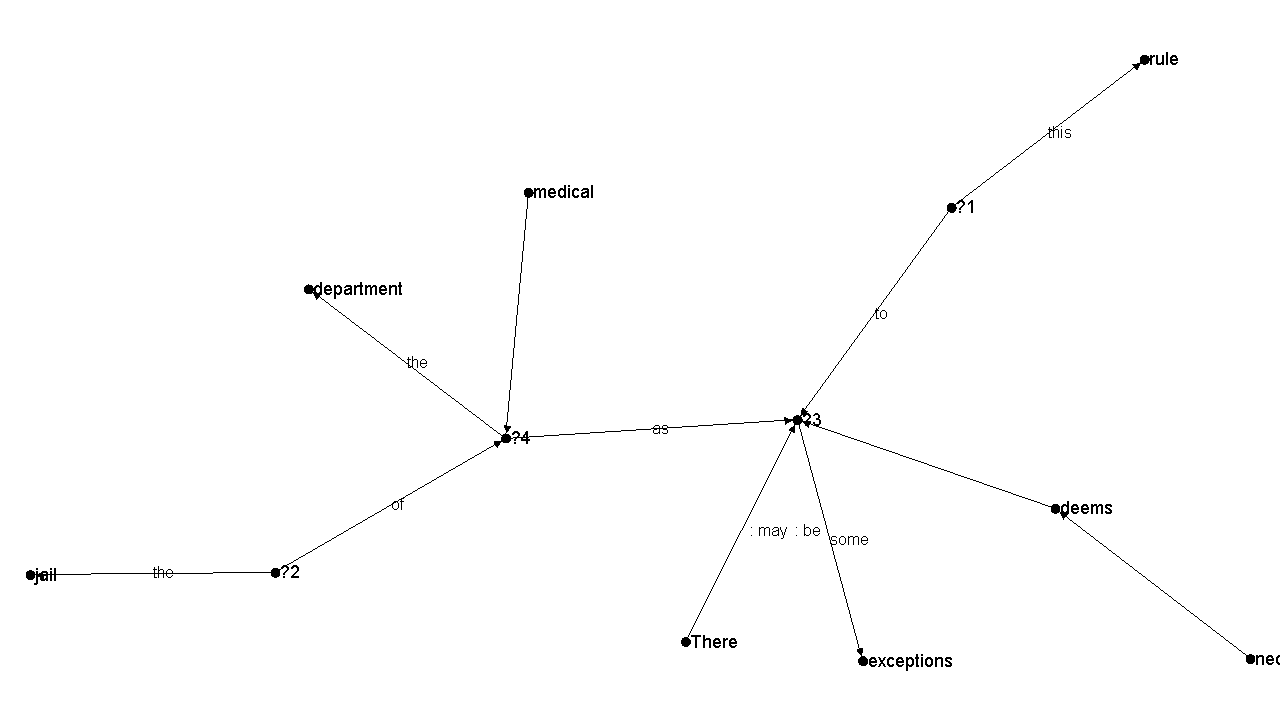 rule
this
medical
?1
department
to
the
?3
as
?4
of
deems
: may : be
some
the
?2
jail
There
exceptions